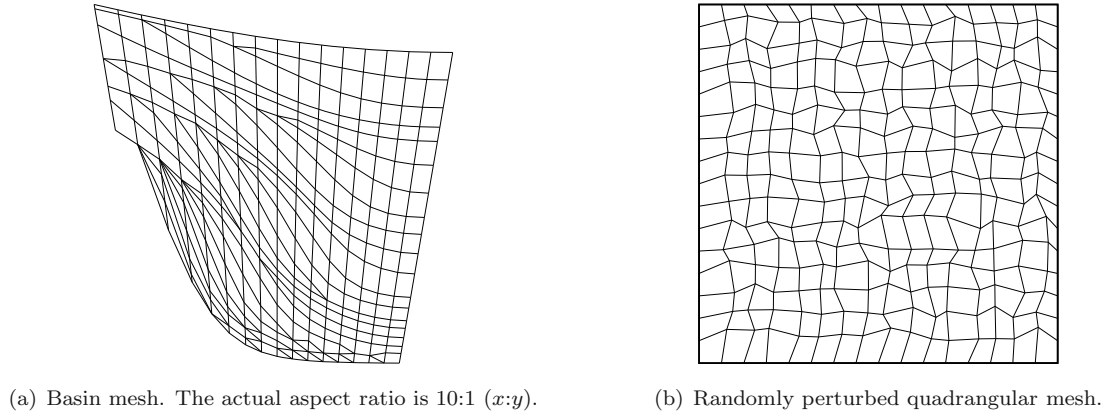 (a) Basin mesh. The actual aspect ratio is 10:1 (x:y).
(b) Randomly perturbed quadrangular mesh.